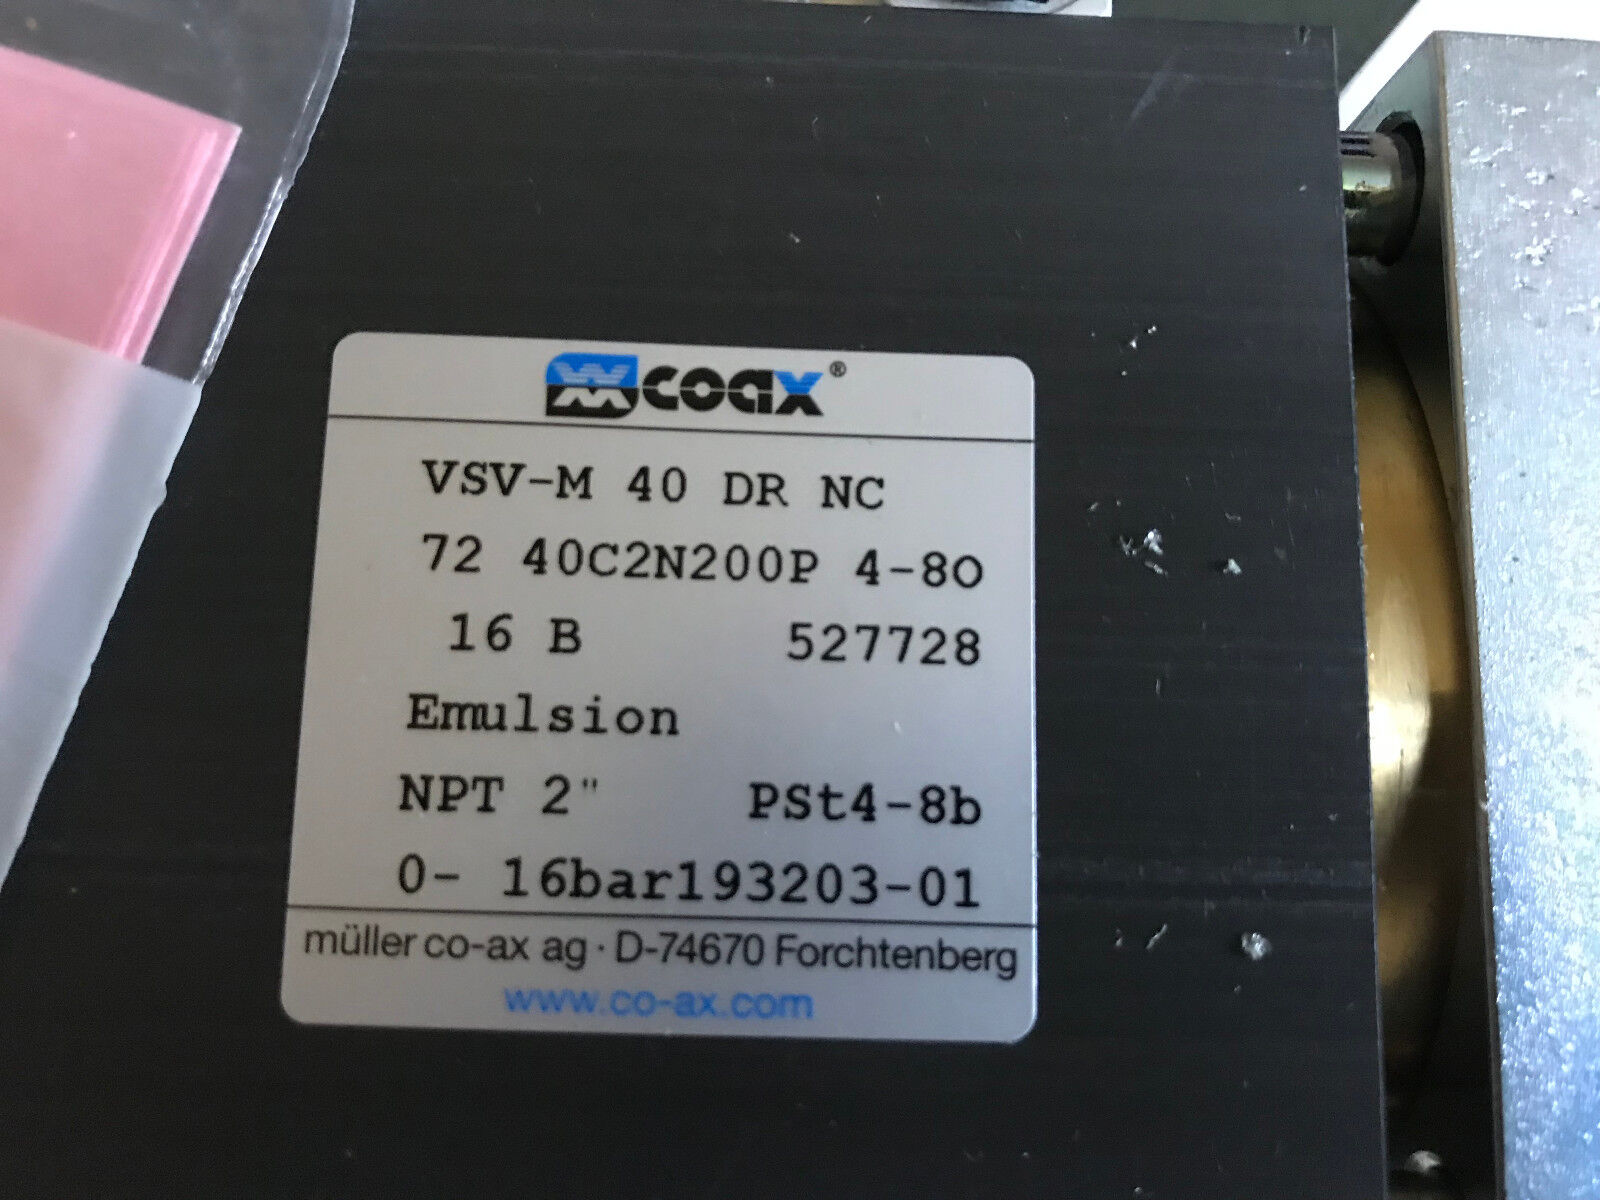 coax®
VSV-M 40 DR NC
72 40C2N200P 4-8O
16 B 527728
Emulsion
NPT 2" PSt4-8b
0- 16bar193203-01
müller co-ax ag · D-74670 Forchtenberg
www.co-ax.com